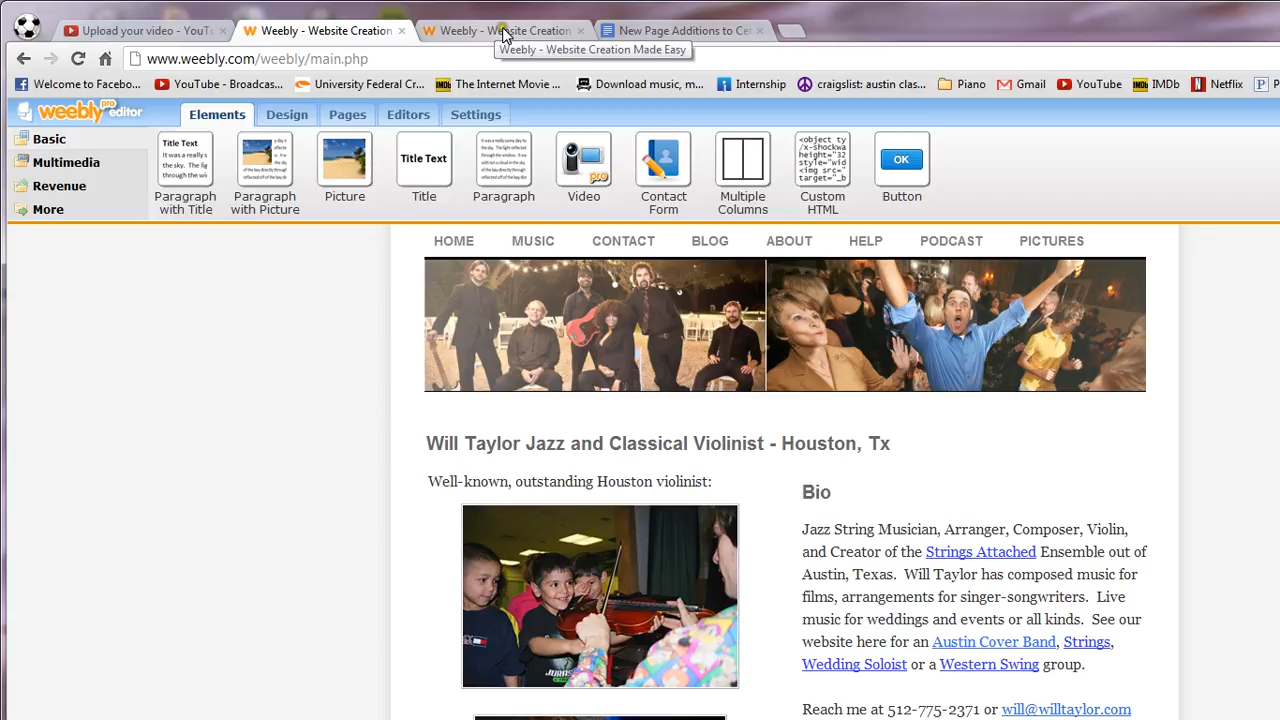 Upload your video - YouTu
Weebly - Website Creation
Weebly - Website Creation
New Page Additions to Cer
Weebly - Website Creation Made Easy
www.weebly.com/weebly/main.php
Welcome to Facebo...
YouTube - Broadcas...
University Federal Cr...
IMDb
The Internet Movie ...
Download music, m...
Internship
craigslist: austin clas...
Piano
Gmail
YouTube
IMDb
IMDb
Netflix
P
weebly pro editor
Elements
Design
Pages
Editors
Settings
Basic
Multimedia
Revenue
More
Title Text
Title Text
OK
pro
Paragraph with Title
Paragraph with Picture
Picture
Title
Paragraph
Video
Contact Form
Multiple Columns
Custom HTML
Button
HOME MUSIC CONTACT BLOG ABOUT HELP PODCAST PICTURES
Will Taylor Jazz and Classical Violinist - Houston, Tx
Well-known, outstanding Houston violinist:
Bio
Jazz String Musician, Arranger, Composer, Violin,
and Creator of the Strings Attached Ensemble out of
Austin, Texas. Will Taylor has composed music for
films, arrangements for singer-songwriters. Live
music for weddings and events or all kinds. See our
website here for an Austin Cover Band, Strings,
Wedding Soloist or a Western Swing group.
Reach me at 512-775-2371 or will@willtaylor.com